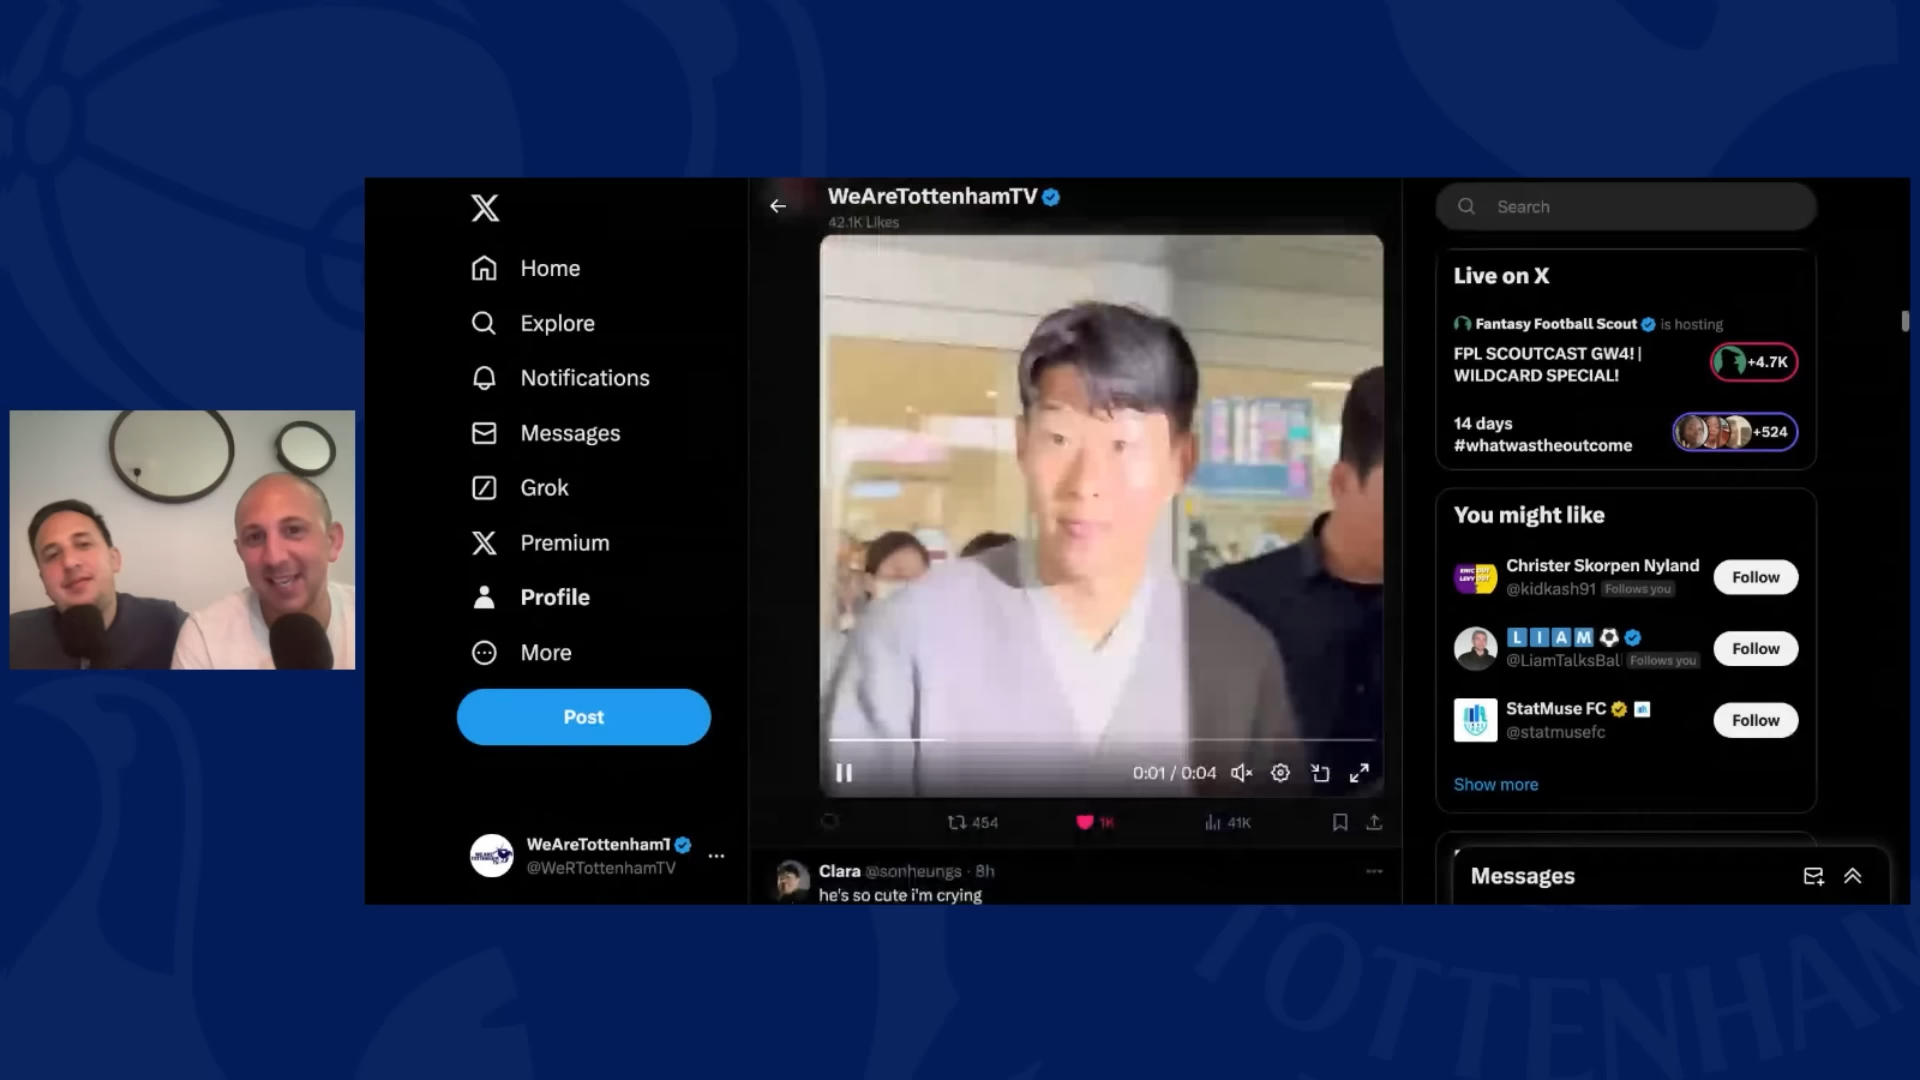 Home
Explore
Notifications
Messages
Grok
Premium
Profile
More
Post
WeAreTottenhamT
@WeRTottenhamTV
WeAreTottenhamTV
42.1K Likes
0:01 / 0:04
454
1K
41K
Clara @sonheungs · 8h
he's so cute i'm crying
Search
Live on X
Fantasy Football Scout is hosting
FPL SCOUTCAST GW4! |
WILDCARD SPECIAL!
+4.7K
14 days
#whatwastheoutcome
+524
You might like
Christer Skorpen Nyland
@kidkash91 Follows you
Follow
LIAM
@LiamTalksBal Follows you
Follow
StatMuse FC
@statmusefc
Follow
Show more
Messages
TOTTENHAM